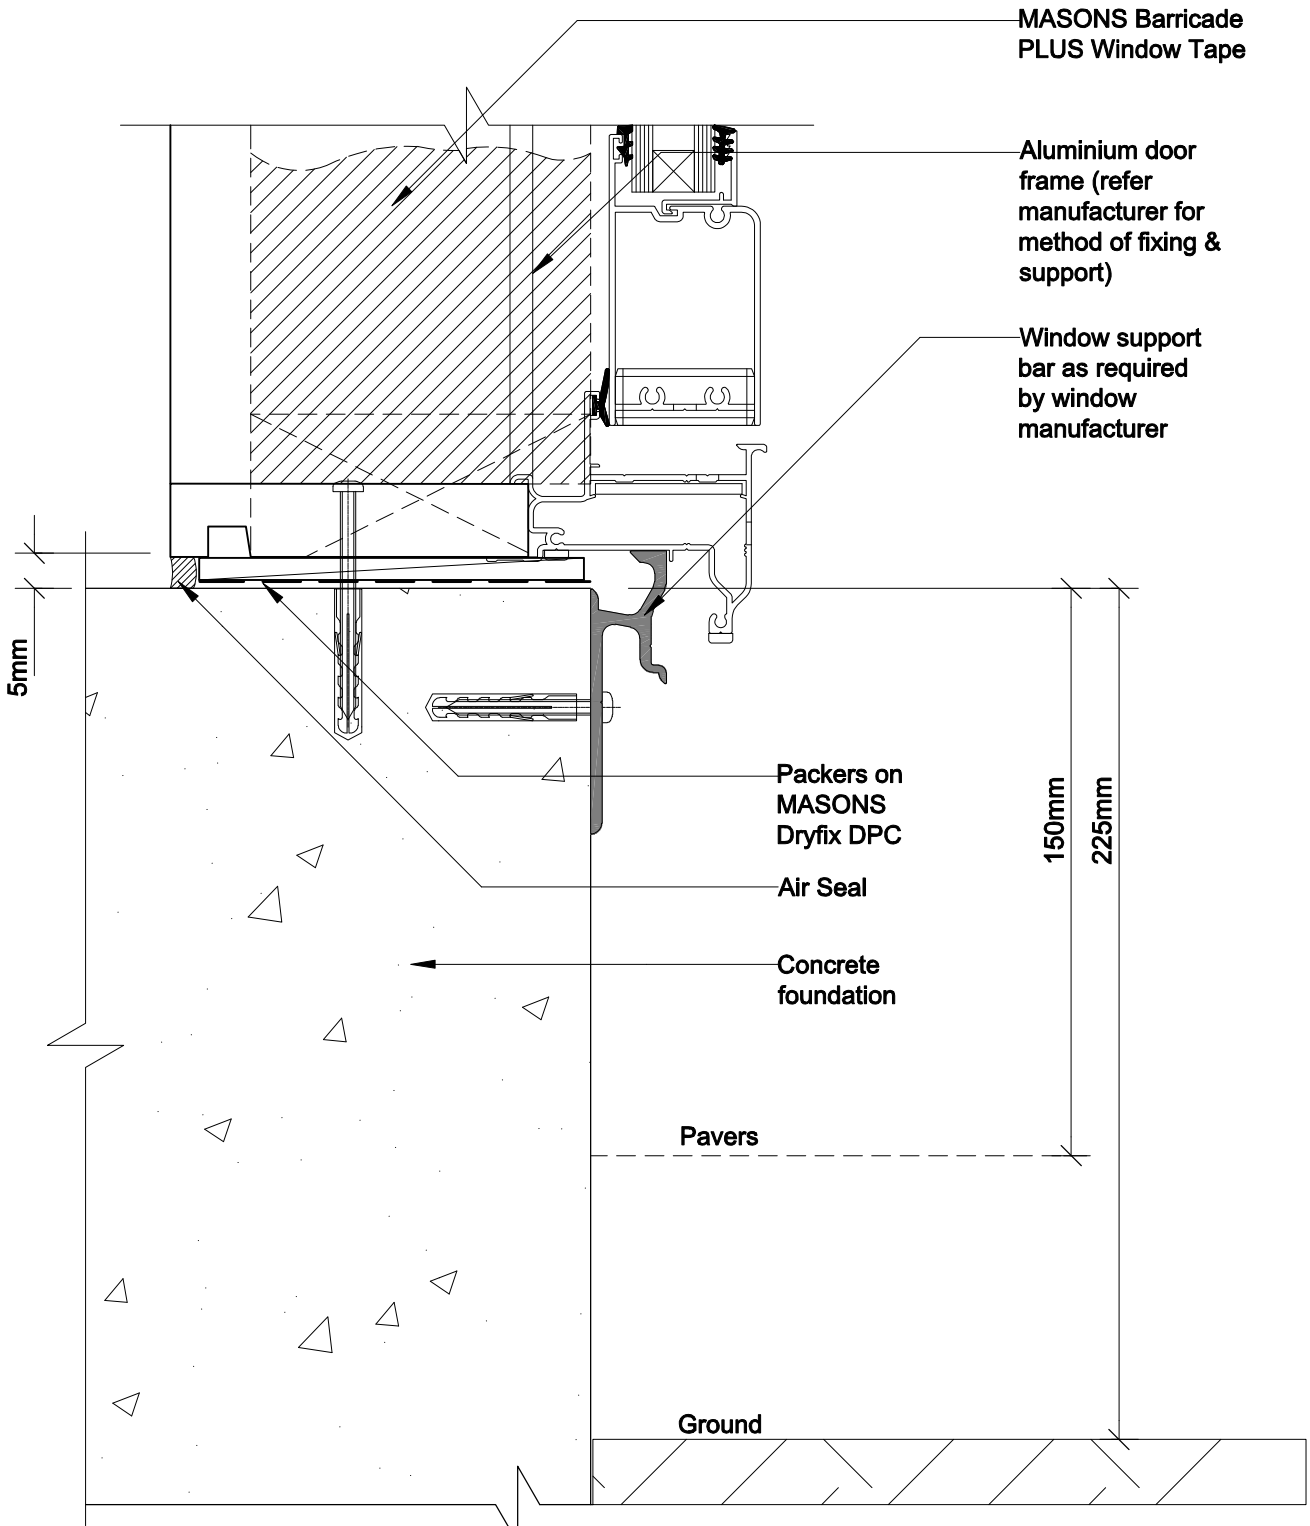 MASONS Barricade
PLUS Window Tape
Aluminium door
frame (refer
manufacturer for
method of fixing &
support)
Window support
bar as required
by window
manufacturer
5mm
Packers on
MASONS
Dryfix DPC
150mm
225mm
Air Seal
Concrete
foundation
Pavers
Ground